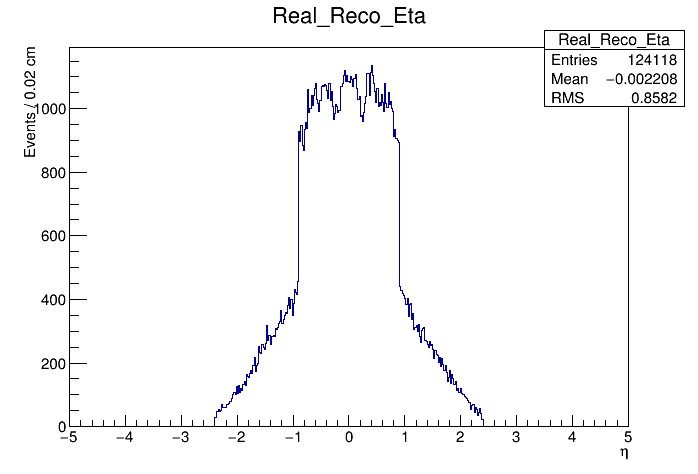 Real_Reco_Eta
Real_Reco_Eta
Entries 124118
Mean −0.002208
RMS 0.8582
Events / 0.02 cm
1000
800
600
400
200
0
−5 −4 −3 −2 −1 0 1 2 3 4 5
η